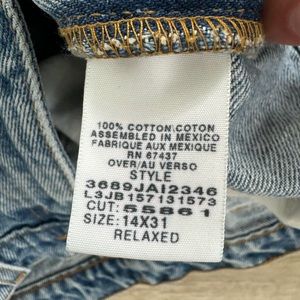 100% COTTON/COTON
ASSEMBLED IN MEXICO
FABRIQUE AUX MEXIQUE
RN 67437
OVER/AU VERSO
STYLE
3689JAI2346
L3JB157131573
CUT: 55861
SIZE: 14X31
RELAXED